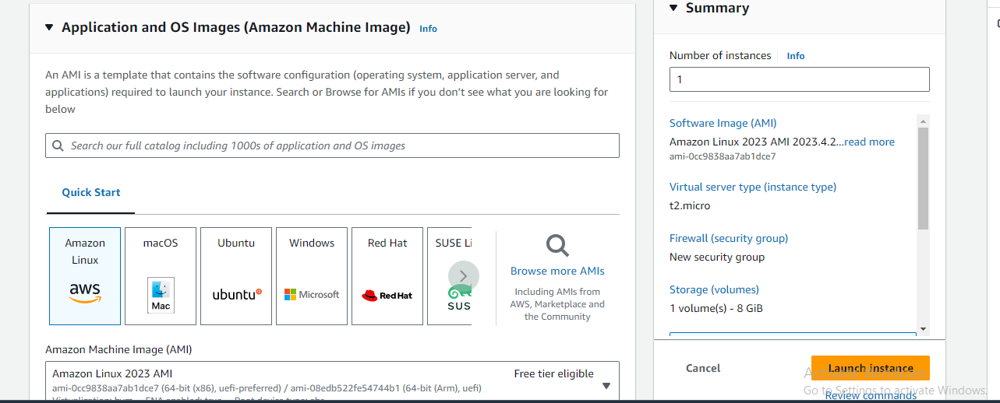 Application and OS Images (Amazon Machine Image) Info
An AMI is a template that contains the software configuration (operating system, application server, and
applications) required to launch your instance. Search or Browse for AMIs if you don't see what you are looking for
below
Search our full catalog including 1000s of application and OS images
Quick Start
Amazon
Linux
aws
macOS
Mac
Ubuntu
ubuntu
Windows
Microsoft
Red Hat
Red Hat
SUSE Li
SUS
Browse more AMIs
Including AMIs from
AWS, Marketplace and
the Community
Amazon Machine Image (AMI)
Amazon Linux 2023 AMI
Free tier eligible
ami-0cc9838aa7ab1dce7 (64-bit (x86), uefi-preferred) / ami-08edb522fe54744b1 (64-bit (Arm), uefi)
Summary
Number of instances Info
1
Software Image (AMI)
Amazon Linux 2023 AMI 2023.4.2...read more
ami-0cc9838aa7ab1dce7
Virtual server type (instance type)
t2.micro
Firewall (security group)
New security group
Storage (volumes)
1 volume(s) - 8 GiB
Cancel
Launch instance
Review commands
Go to Settings to activate Windows.